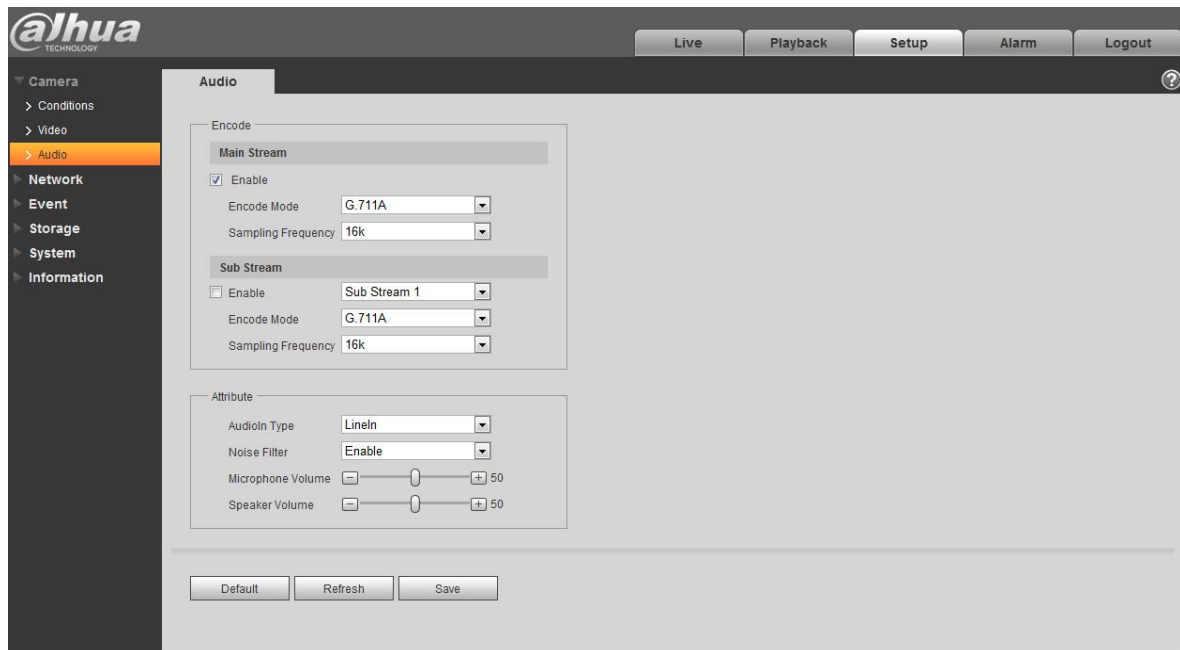 alhua
TECHNOLOGY
Live
Playback
Setup
Alarm
Logout
Camera
Conditions
Video
Audio
Network
Event
Storage
System
Information
Audio
?
Encode
Main Stream
Enable
Encode Mode G.711A
Sampling Frequency 16k
Sub Stream
Enable Sub Stream 1
Encode Mode G.711A
Sampling Frequency 16k
Attribute
AudioIn Type LineIn
Noise Filter Enable
Microphone Volume 50
Speaker Volume 50
Default Refresh Save